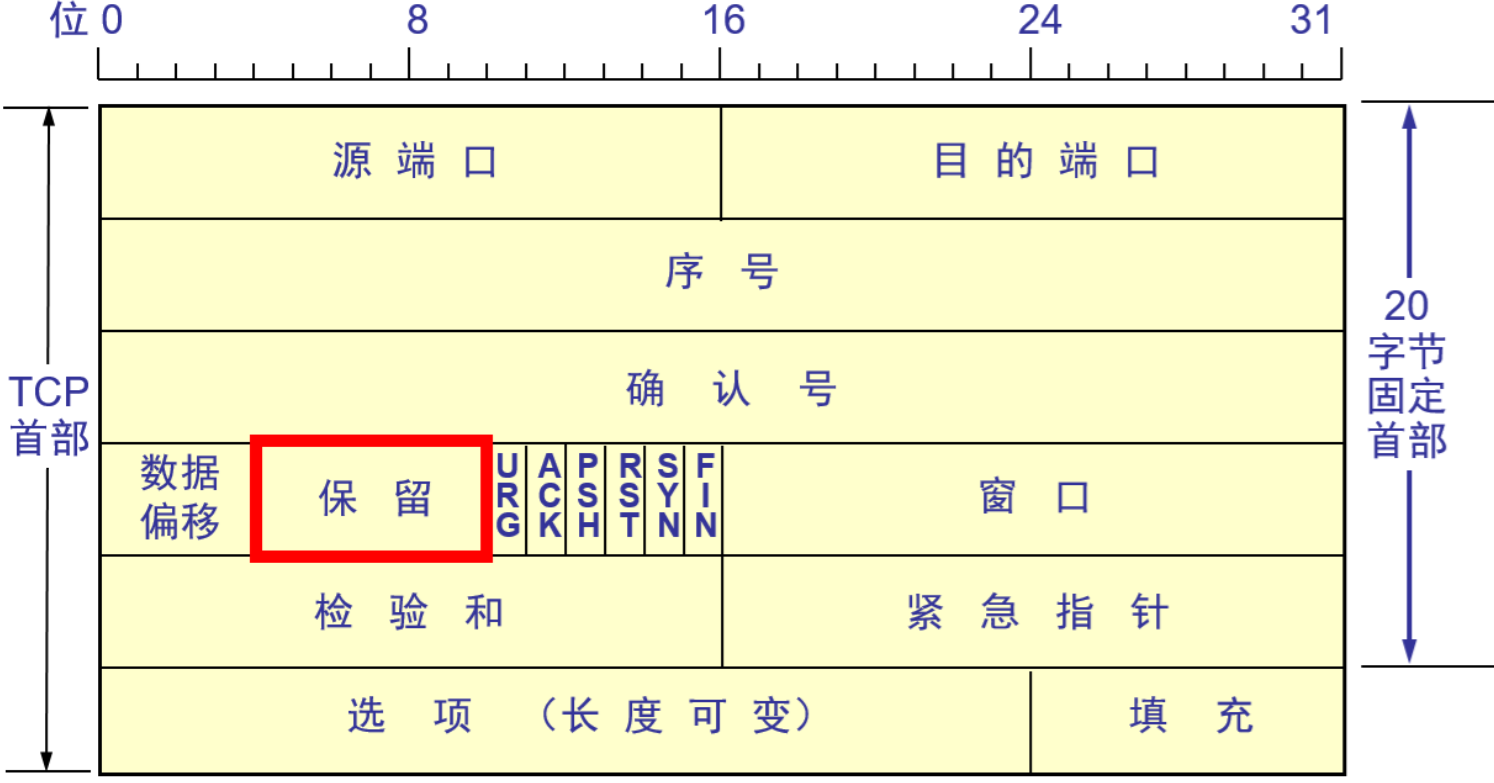 位 0 8 16 24 31
源 端 口 目 的 端 口
序 号
确 认 号
TCP
首部
20
字节
固定
首部
数据
偏移
保 留
URG
ACK
PSH
RST
SYN
FIN
窗 口
检 验 和 紧 急 指 针
选 项 （长 度 可 变） 填 充